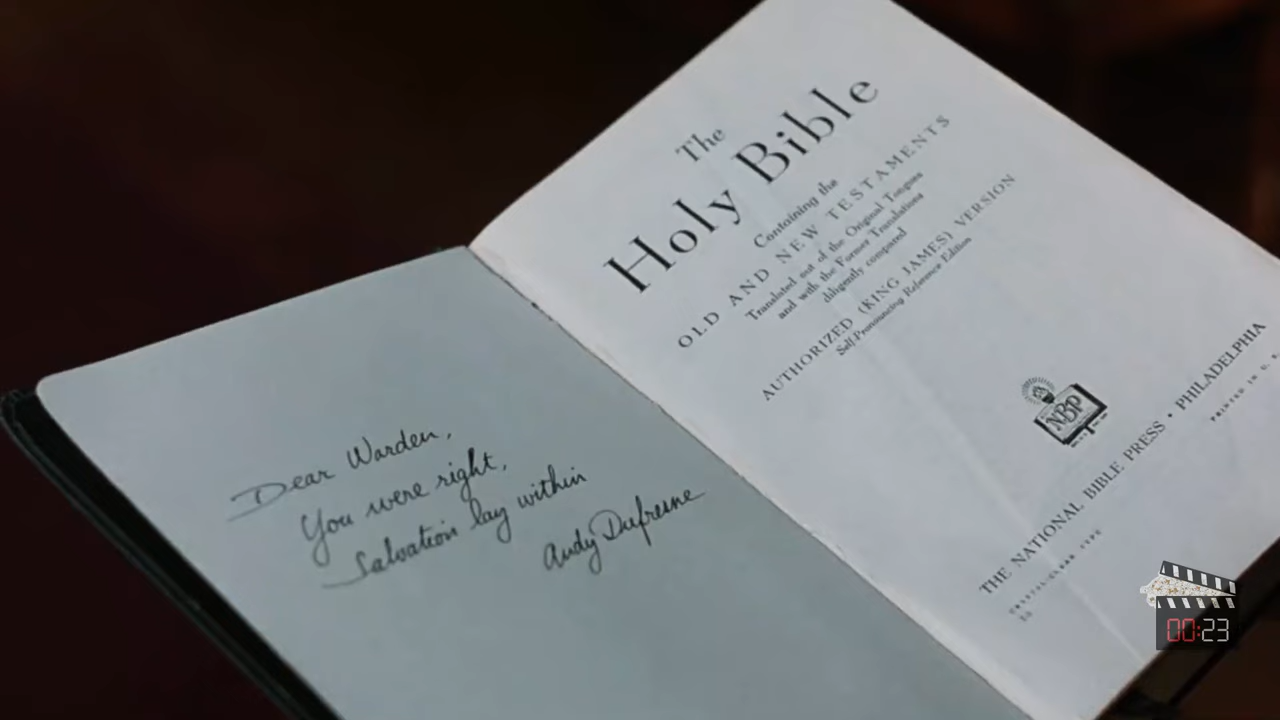 Dear Warden,
You were right,
Salvation lay within
Andy Dufresne
The
Holy Bible
Containing the
OLD AND NEW TESTAMENTS
Translated out of the Original Tongues
and with the Former Translations
diligently compared
AUTHORIZED (KING JAMES) VERSION
Self-Pronouncing Reference Edition
NBP
THE NATIONAL BIBLE PRESS • PHILADELPHIA
PRINTED IN U. S.
00:23